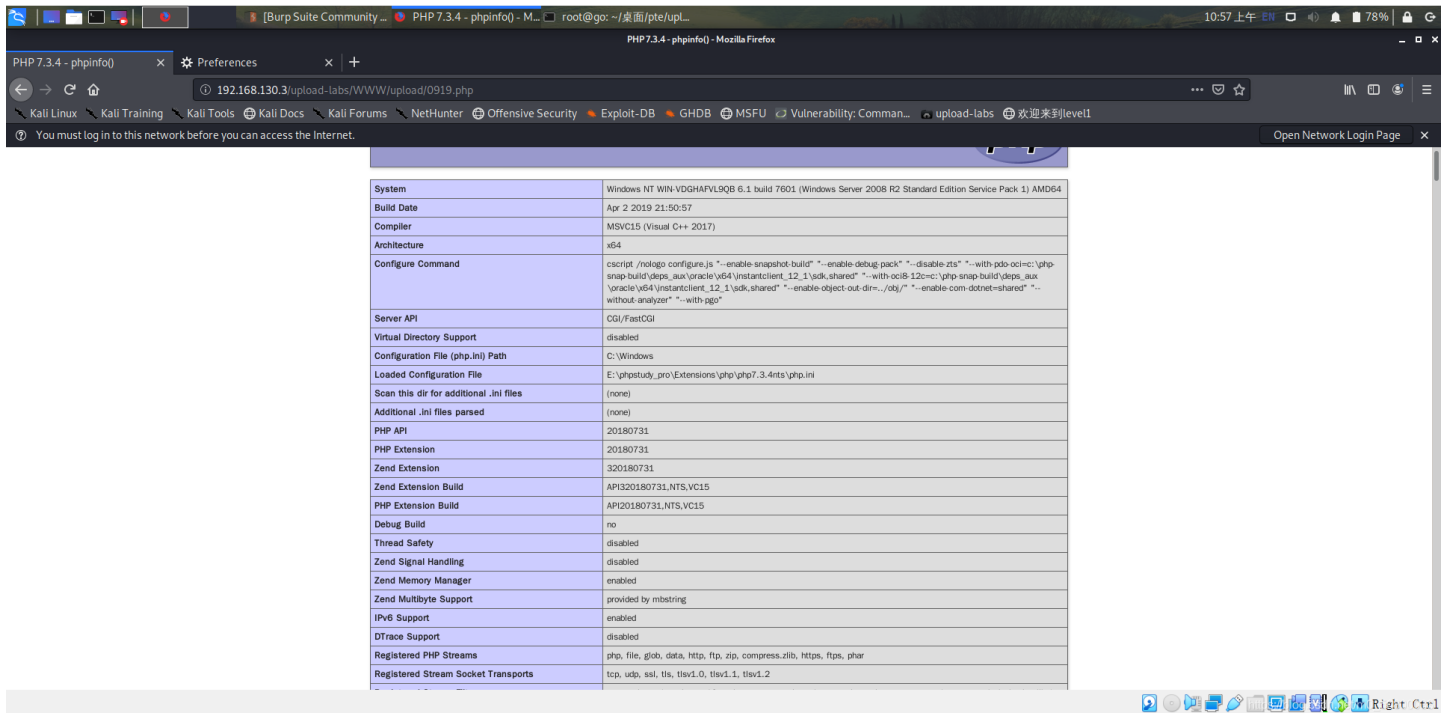 [Burp Suite Community ... PHP 7.3.4 - phpinfo() - M... root@go: ~/桌面/pte/upl... 10:57 上午 EN 78%
PHP 7.3.4 - phpinfo() - Mozilla Firefox
PHP 7.3.4 - phpinfo() Preferences
192.168.130.3/upload-labs/WWW/upload/0919.php
Kali Linux Kali Training Kali Tools Kali Docs Kali Forums NetHunter Offensive Security Exploit-DB GHDB MSFU Vulnerability: Comman... upload-labs 欢迎来到level1
You must log in to this network before you can access the Internet. Open Network Login Page
System Windows NT WIN-VDGHAFVL9QB 6.1 build 7601 (Windows Server 2008 R2 Standard Edition Service Pack 1) AMD64
Build Date Apr 2 2019 21:50:57
Compiler MSVC15 (Visual C++ 2017)
Architecture x64
Configure Command cscript /nologo configure.js "--enable-snapshot-build" "--enable-debug-pack" "--disable-zts" "--with-pdo-oci=c:\php-
snap-build\deps_aux\oracle\x64\instantclient_12_1\sdk,shared" "--with-oci8-12c=c:\php-snap-build\deps_aux
\oracle\x64\instantclient_12_1\sdk,shared" "--enable-object-out-dir=../obj/" "--enable-com-dotnet=shared" "--
without-analyzer" "--with-pgo"
Server API CGI/FastCGI
Virtual Directory Support disabled
Configuration File (php.ini) Path C:\Windows
Loaded Configuration File E:\phpstudy_pro\Extensions\php\php7.3.4nts\php.ini
Scan this dir for additional .ini files (none)
Additional .ini files parsed (none)
PHP API 20180731
PHP Extension 20180731
Zend Extension 320180731
Zend Extension Build API320180731,NTS,VC15
PHP Extension Build API20180731,NTS,VC15
Debug Build no
Thread Safety disabled
Zend Signal Handling disabled
Zend Memory Manager enabled
Zend Multibyte Support provided by mbstring
IPv6 Support enabled
DTrace Support disabled
Registered PHP Streams php, file, glob, data, http, ftp, zip, compress.zlib, https, ftps, phar
Registered Stream Socket Transports tcp, udp, ssl, tls, tlsv1.0, tlsv1.1, tlsv1.2
Right Ctrl